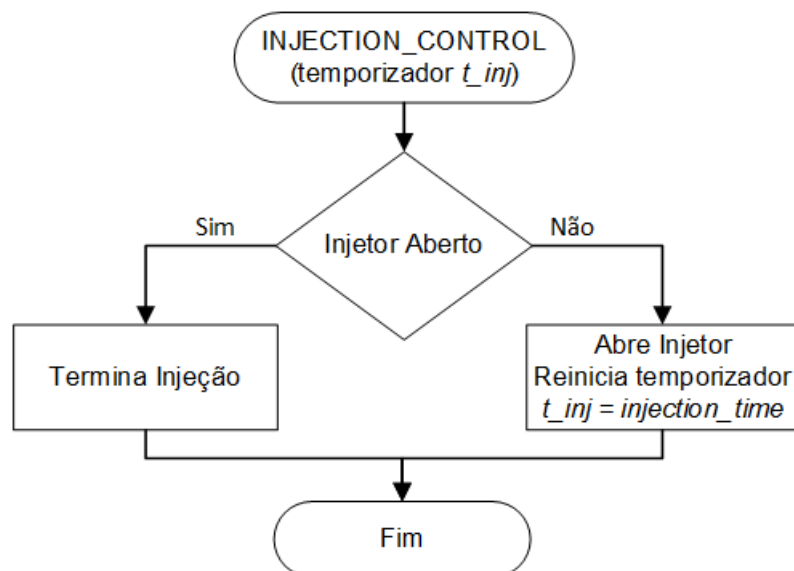 INJECTION_CONTROL
(temporizador t_inj)
Sim
Injetor Aberto
Não
Termina Injeção
Abre Injetor
Reinicia temporizador
t_inj = injection_time
Fim